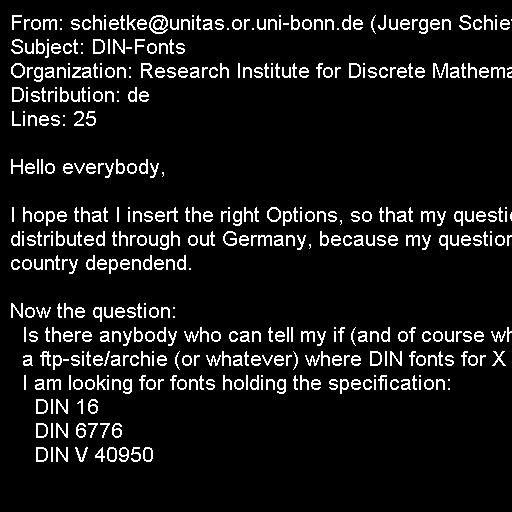 From: schietke@unitas.or.uni-bonn.de (Juergen Schie
Subject: DIN-Fonts
Organization: Research Institute for Discrete Mathema
Distribution: de
Lines: 25
Hello everybody,
I hope that I insert the right Options, so that my questi
distributed through out Germany, because my question
country dependend.
Now the question:
Is there anybody who can tell my if (and of course wh
a ftp-site/archie (or whatever) where DIN fonts for X
I am looking for fonts holding the specification:
DIN 16
DIN 6776
DIN V 40950